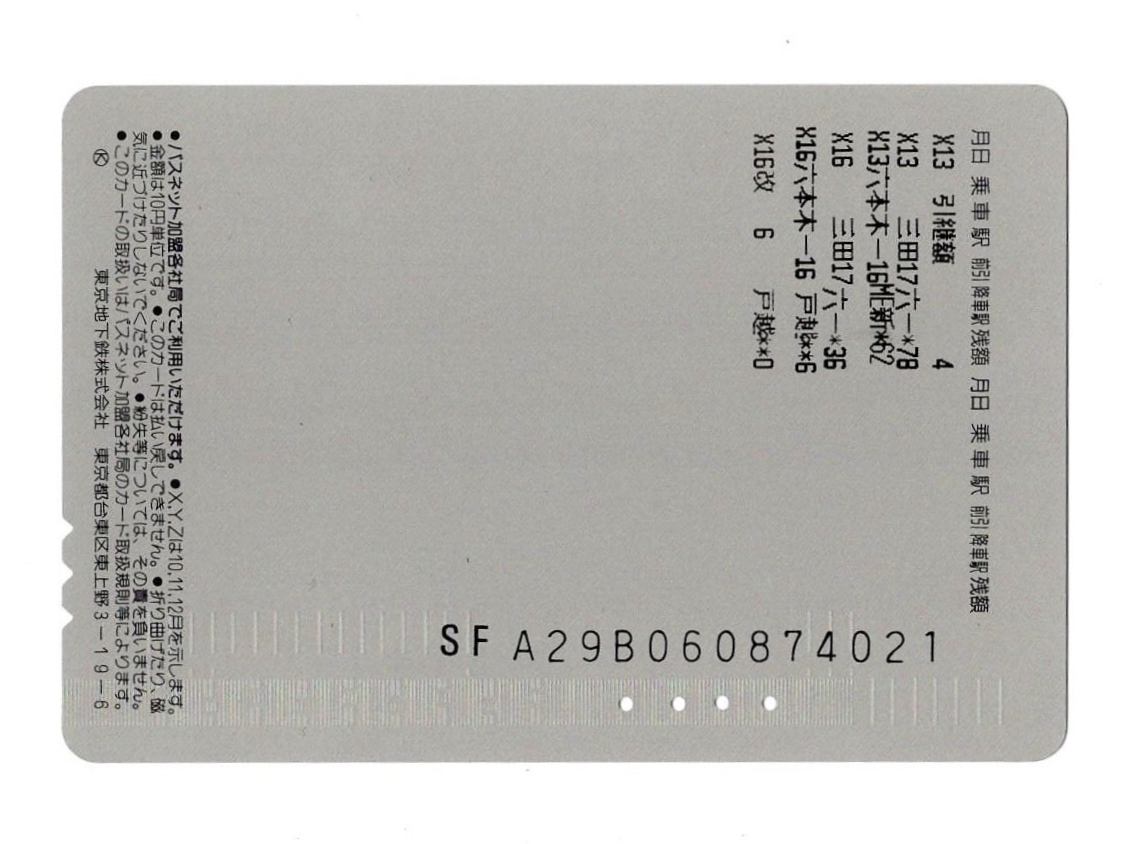 月日 乗車駅 前引 降車駅 残額 月日 乗車駅 前引 降車駅 残額
X13 引継額 4
X13 三田17六一*78
X13六本木一16ME新*62
X16 三田17六一*36
X16六本木一16 戸越**6
X16改 6 戸越**0
SF A29B060874021
●パスネット加盟各社局でご利用いただけます。●X,Y,Zは10,11,12月を示します。
●金額は10円単位です。●このカードは払い戻しできません。●折り曲げたり、磁
気に近づけたりしないでください。●紛失等については、その責を負いません。
●このカードの取扱いはパスネット加盟各社局のカード取扱規則等によります。
Ⓚ 東京地下鉄株式会社 東京都台東区東上野3-19-6